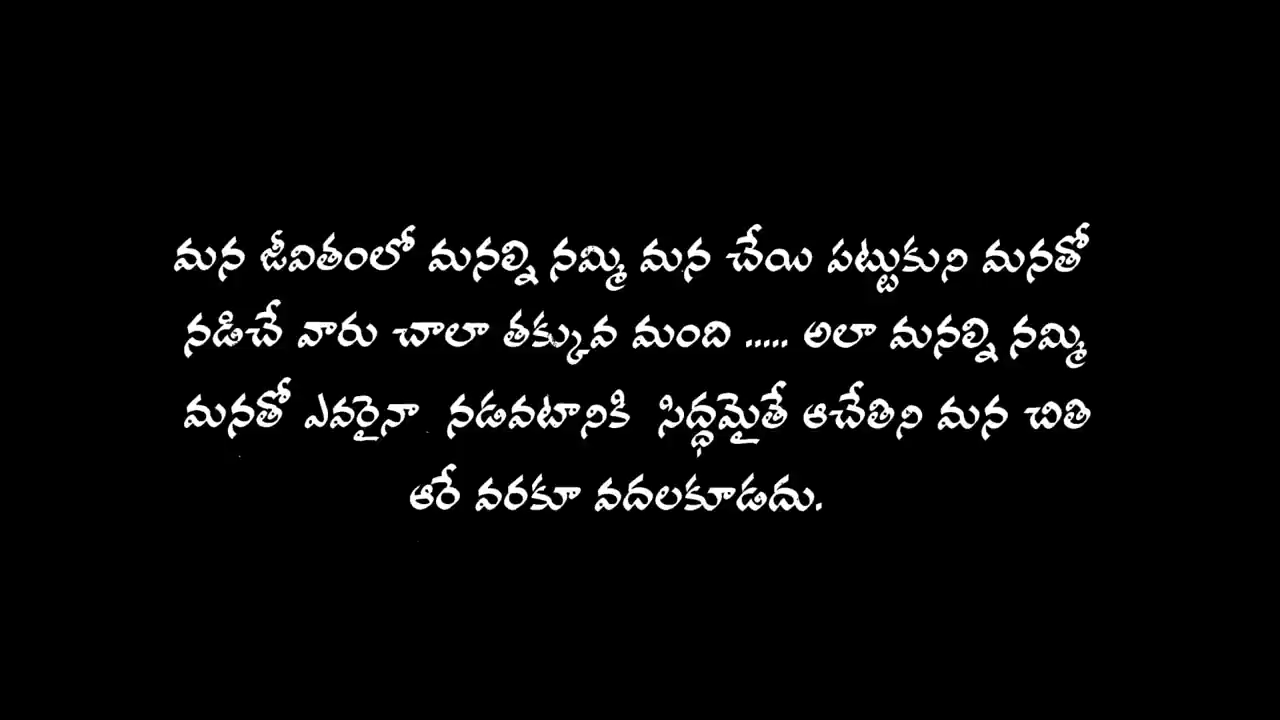 మన జీవితంలో మనల్ని నమ్మి మన చేయి పట్టుకుని మనతో
నడిచే వారు చాలా తక్కువ మంది ..... అలా మనల్ని నమ్మి
మనతో ఎవరైనా నడవటానికి సిద్ధమైతే ఆచేతిని మన చితి
ఆరే వరకూ వదలకూడదు.